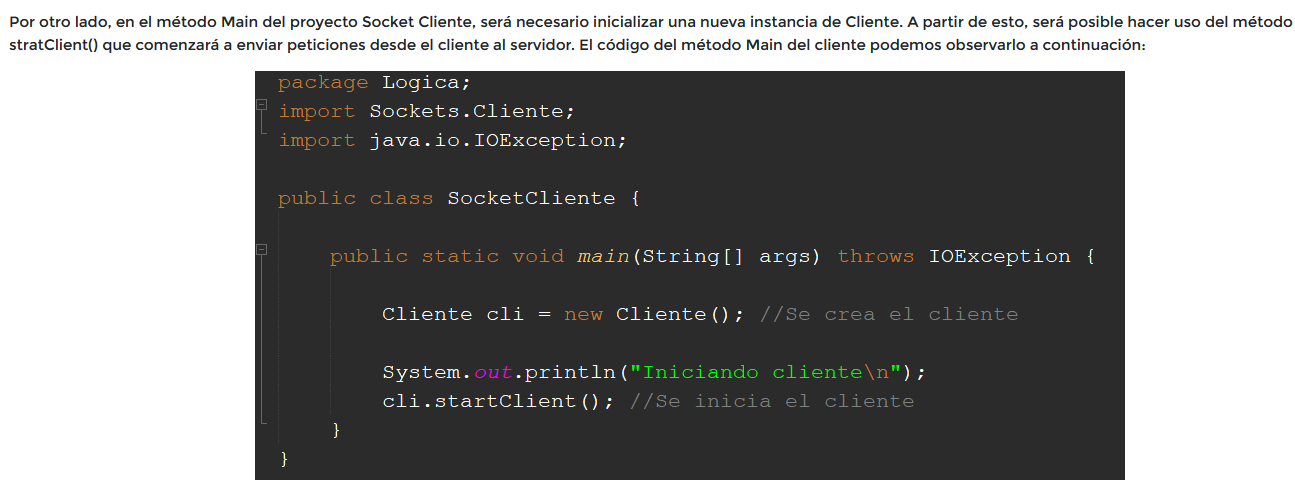 Por otro lado, en el método Main del proyecto Socket Cliente, será necesario inicializar una nueva instancia de Cliente. A partir de esto, será posible hacer uso del método
stratClient() que comenzará a enviar peticiones desde el cliente al servidor. El código del método Main del cliente podemos observarlo a continuación:
package Logica;
import Sockets.Cliente;
import java.io.IOException;
public class SocketCliente {
public static void main(String[] args) throws IOException {
Cliente cli = new Cliente(); //Se crea el cliente
System.out.println("Iniciando cliente\n");
cli.startClient(); //Se inicia el cliente
}
}